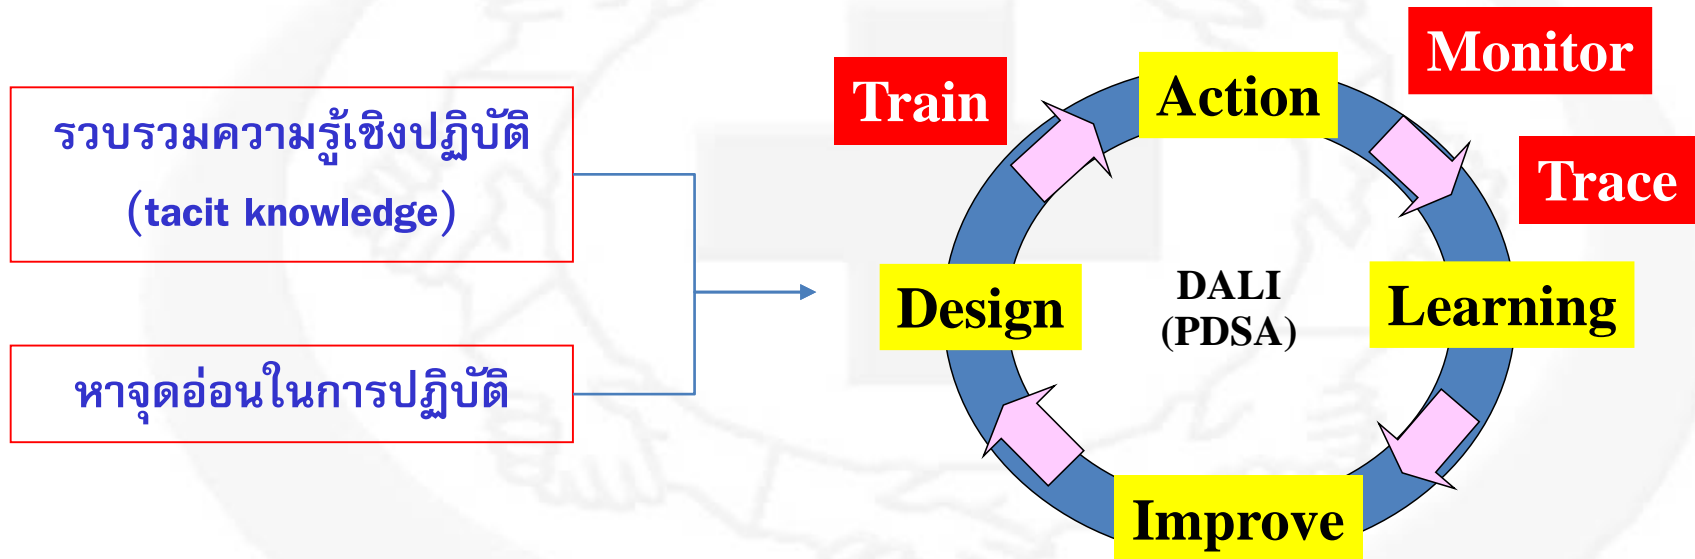 รวบรวมความรู้เชิงปฏิบัติ
(tacit knowledge)
หาจุดอ่อนในการปฏิบัติ
Train
Action
Monitor
Trace
Design
DALI
(PDSA)
Learning
Improve